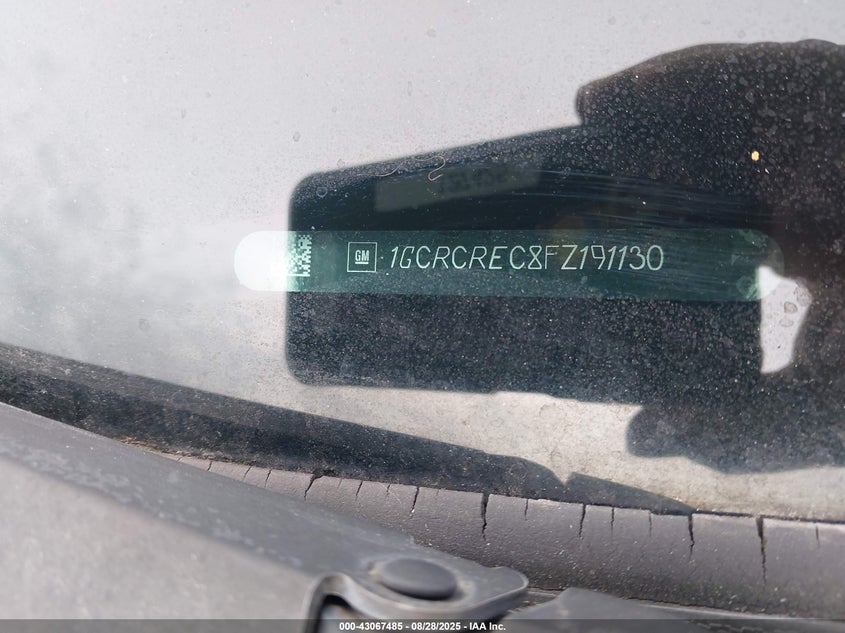 GM 1GCRCREC8FZ191130
000-43067485 - 08/28/2025 - IAA Inc.